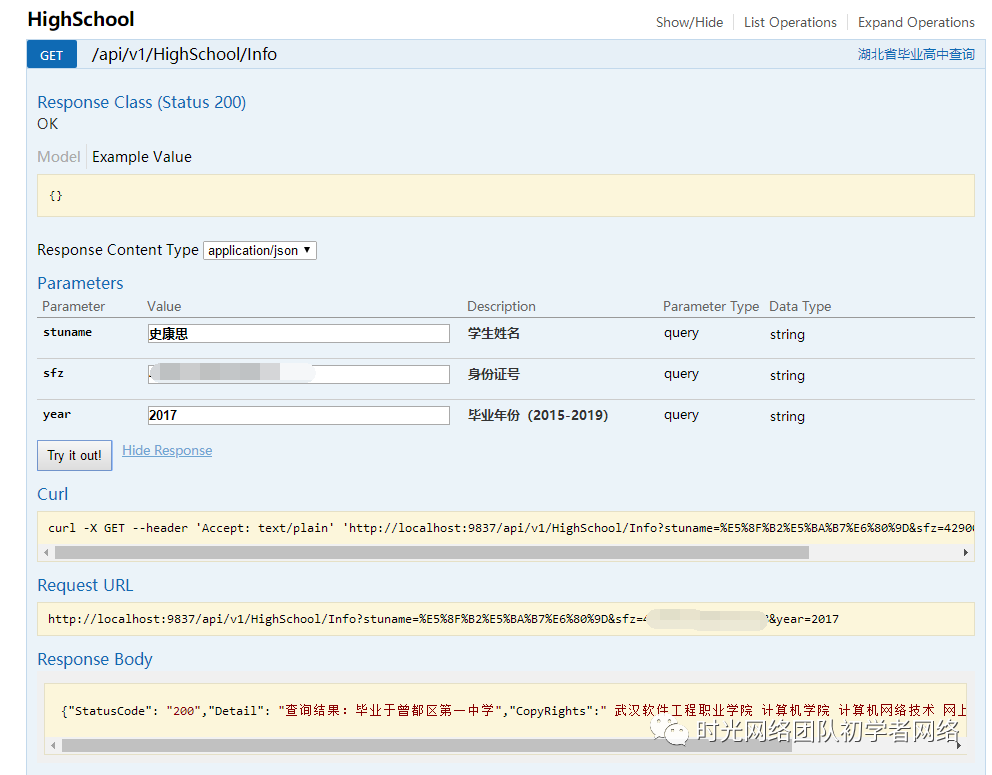 HighSchool
Show/Hide List Operations Expand Operations
GET /api/v1/HighSchool/Info 湖北省毕业高中查询
Response Class (Status 200)
OK
Model Example Value
{}
Response Content Type application/json
Parameters
Parameter Value Description Parameter Type Data Type
stuname 史康思 学生姓名 query string
sfz 身份证号 query string
year 2017 毕业年份（2015-2019） query string
Try it out! Hide Response
Curl
curl -X GET --header 'Accept: text/plain' 'http://localhost:9837/api/v1/HighSchool/Info?stuname=%E5%8F%B2%E5%BA%B7%E6%80%9D&sfz=4290
Request URL
http://localhost:9837/api/v1/HighSchool/Info?stuname=%E5%8F%B2%E5%BA%B7%E6%80%9D&sfz= &year=2017
Response Body
{"StatusCode": "200","Detail": "查询结果: 毕业于曾都区第一中学","CopyRights":" 武汉软件工程职业学院 计算机学院 计算机网络技术 网上
时光网络团队初学者网络